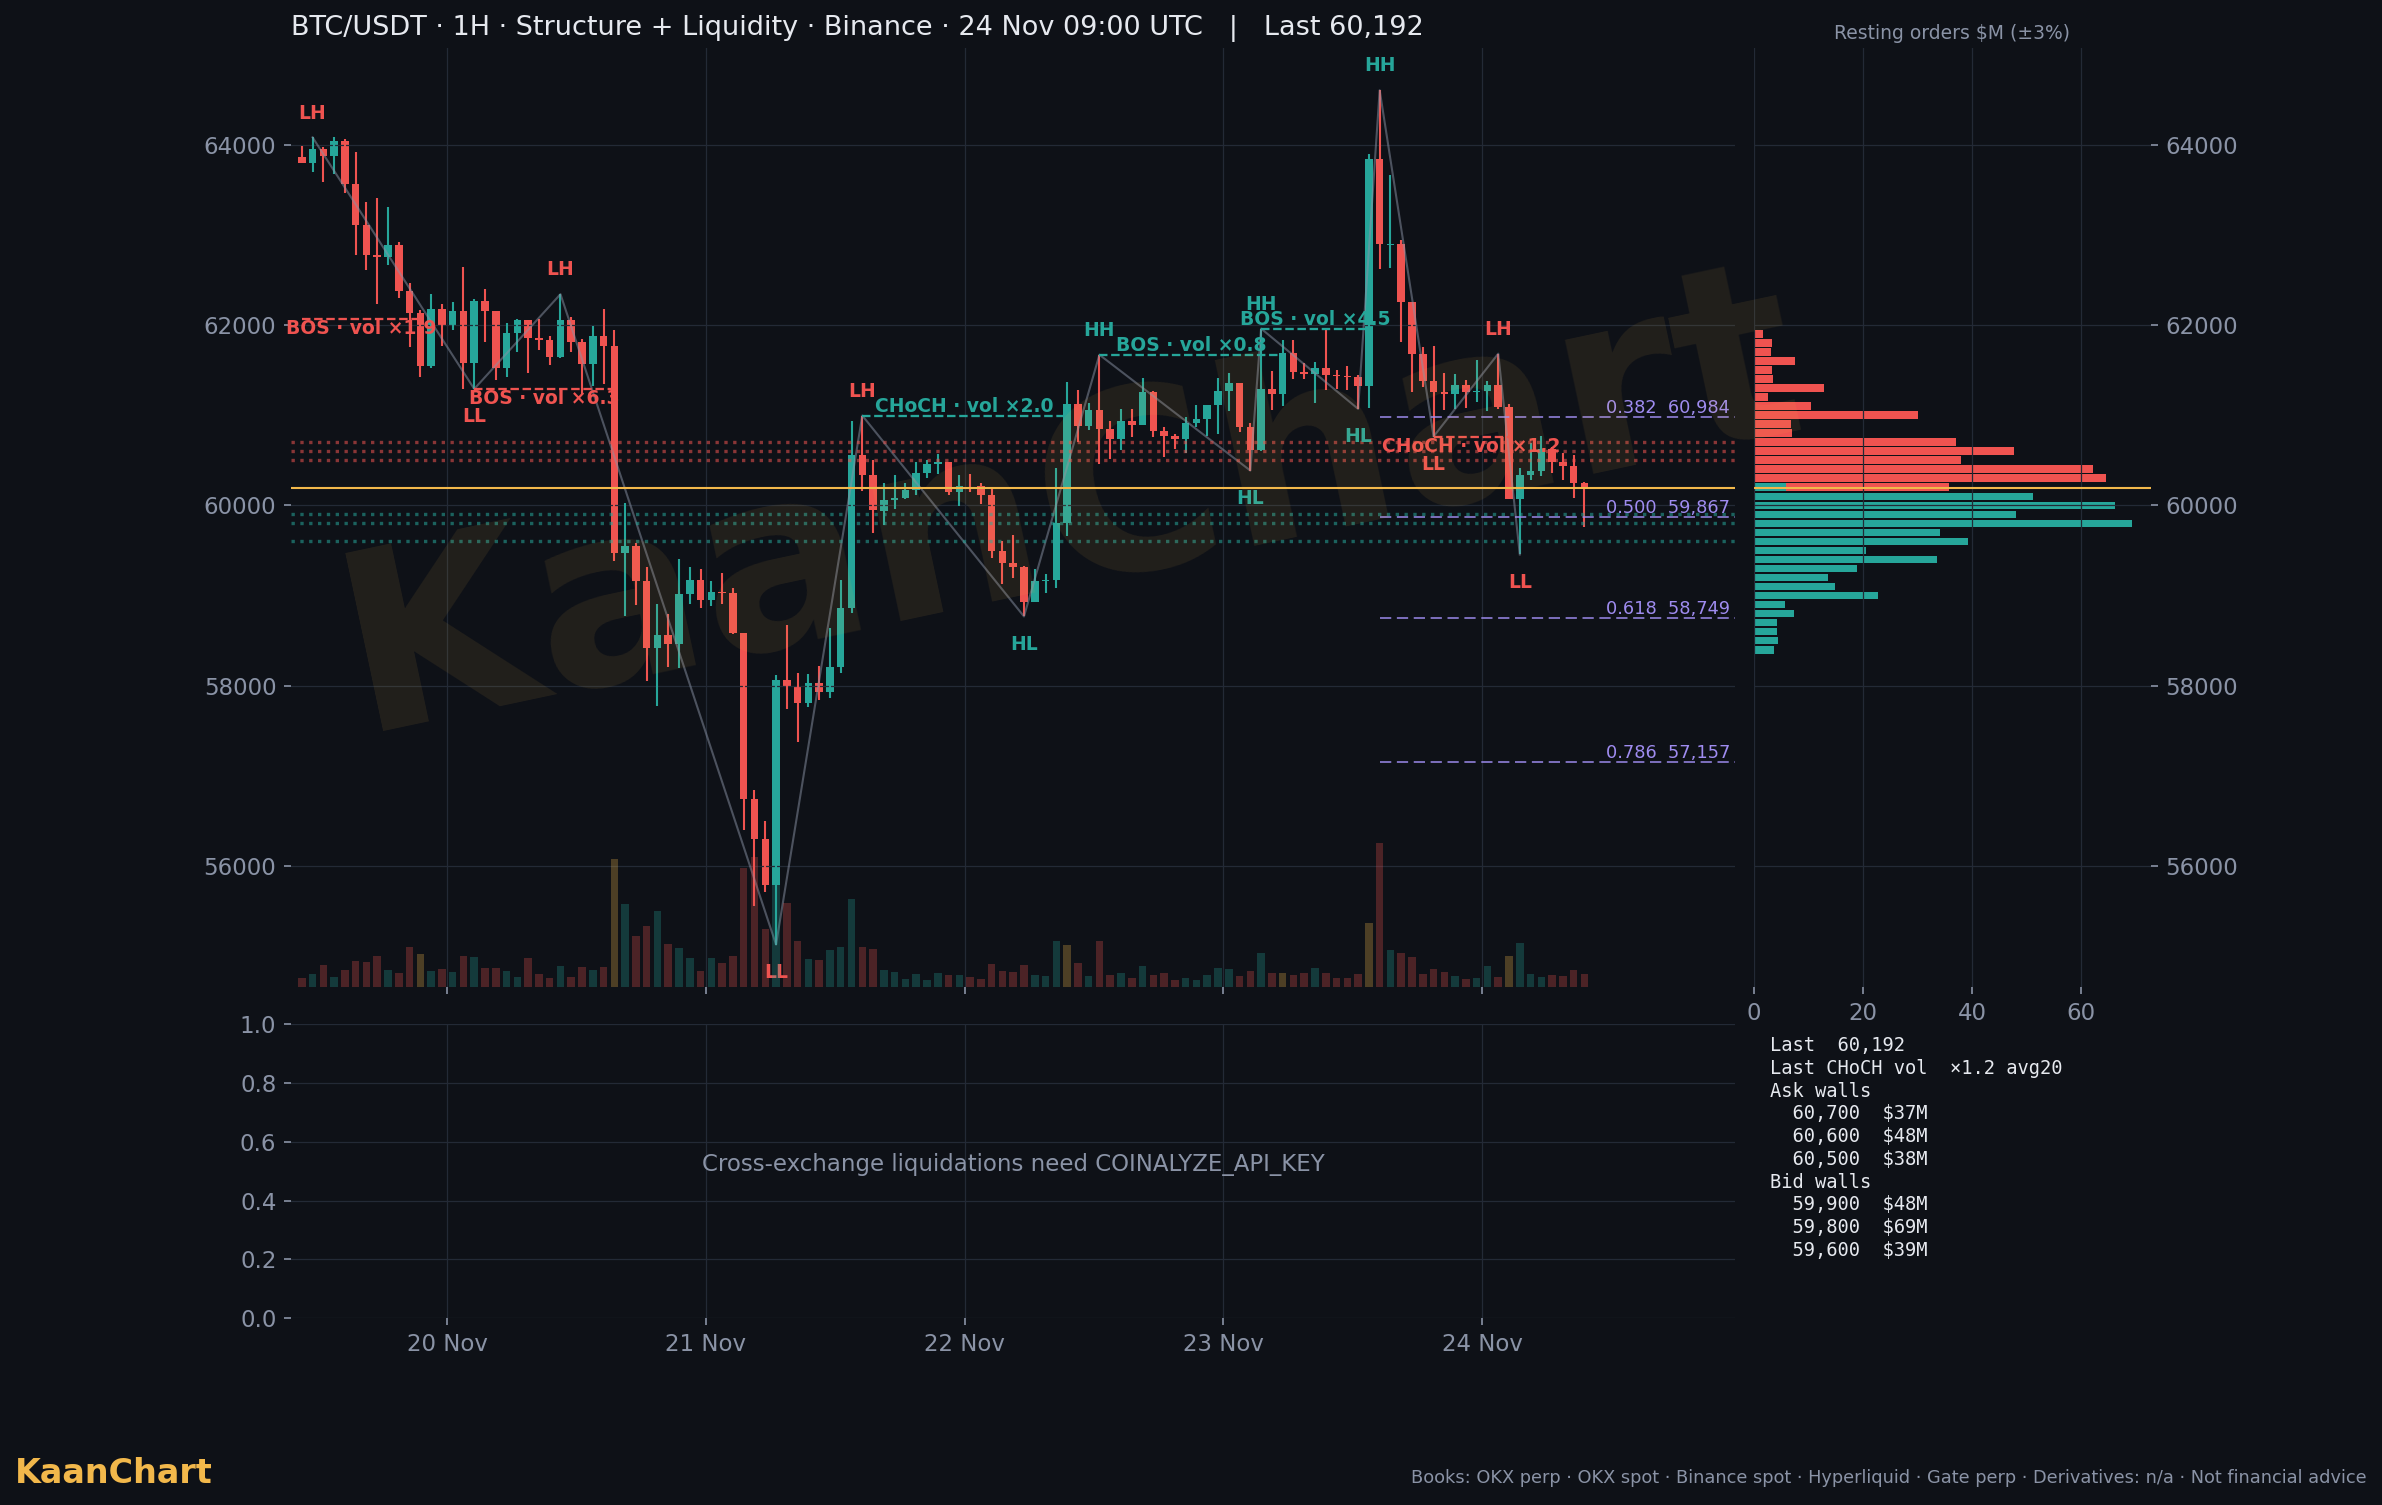 BTC/USDT · 1H · Structure + Liquidity · Binance · 24 Nov 09:00 UTC | Last 60,192
Resting orders $M (±3%)
HH
LH
64000
64000
LH
HH
BOS · vol ×4.5
62000
BOS · vol ×1.9
HH
LH
62000
BOS · vol ×0.8
LH
BOS · vol ×6.3
CHoCH · vol ×2.0
0.382 60,984
LL
HL
CHoCH · vol ×1.2
LL
HL
60000
0.500 59,867
60000
LL
0.618 58,749
HL
58000
58000
0.786 57,157
56000
56000
LL
KaanChart
0
20
40
60
1.0
0.8
0.6
0.4
0.2
0.0
Cross-exchange liquidations need COINALYZE_API_KEY
20 Nov
21 Nov
22 Nov
23 Nov
24 Nov
Last 60,192
Last CHoCH vol ×1.2 avg20
Ask walls
60,700 $37M
60,600 $48M
60,500 $38M
Bid walls
59,900 $48M
59,800 $69M
59,600 $39M
KaanChart
Books: OKX perp · OKX spot · Binance spot · Hyperliquid · Gate perp · Derivatives: n/a · Not financial advice